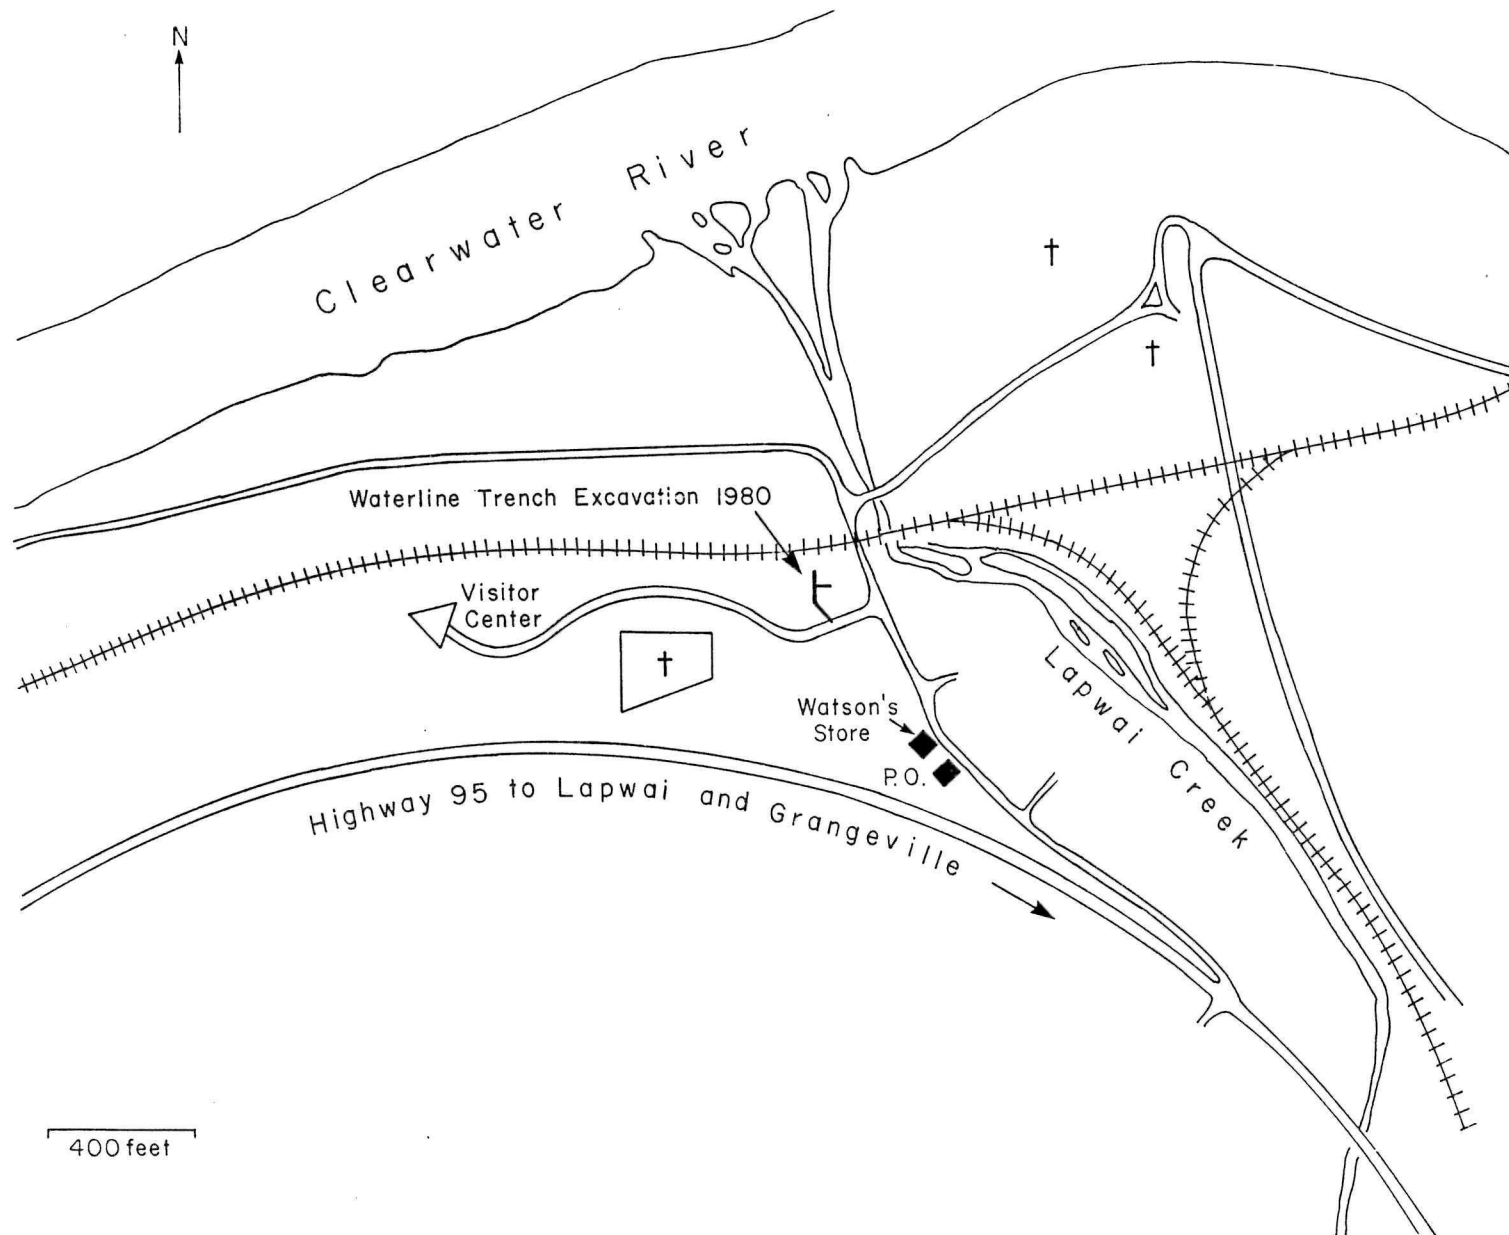 N
Clearwater River
Waterline Trench Excavation 1980
Visitor
Center
Lapwai Creek
Watson's
Store
P.O.
Highway 95 to Lapwai and Grangeville
400 feet